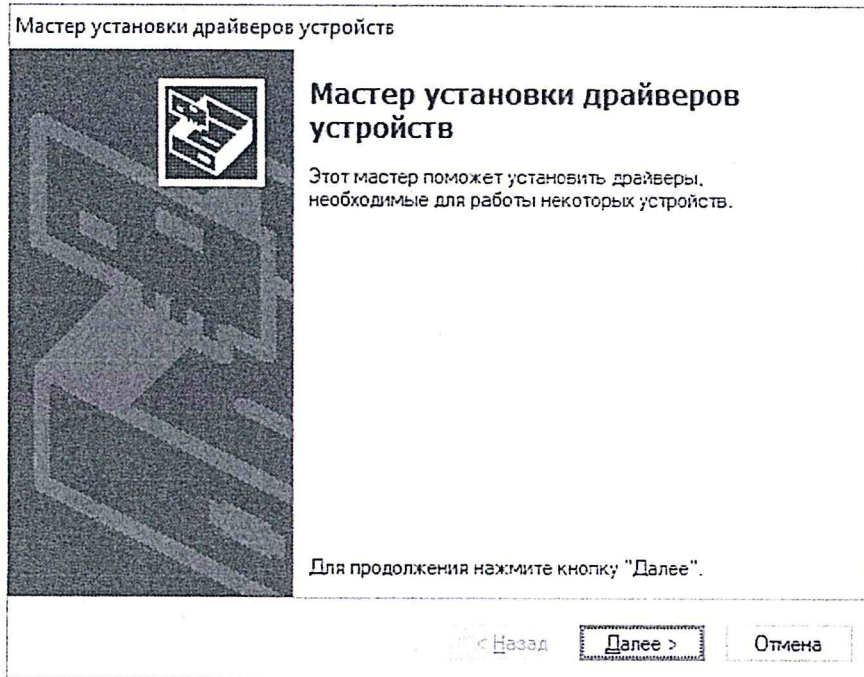 Мастер установки драйверов устройств
Мастер установки драйверов
устройств
Этот мастер поможет установить драйверы,
необходимые для работы некоторых устройств.
Для продолжения нажмите кнопку "Далее".
< Назад
Далее >
Отмена